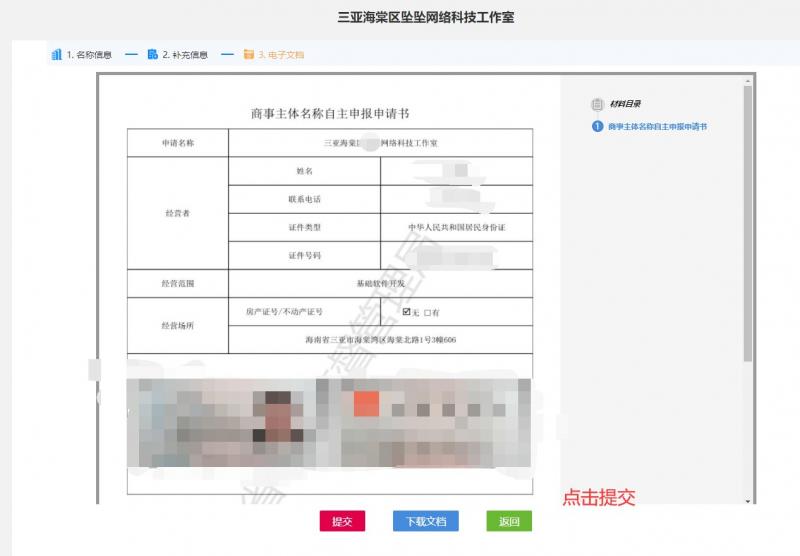 三亚海棠区坠坠网络科技工作室
1. 名称信息 2. 补充信息 3. 电子文档
商事主体名称自主申报申请书
申请名称 三亚海棠区 网络科技工作室
经营者
姓名
联系电话
证件类型 中华人民共和国居民身份证
证件号码
经营范围 基础软件开发
经营场所
房产证号/不动产证号 ☑无 □有
海南省三亚市海棠湾区海棠北路1号3幢606
材料目录
1 商事主体名称自主申报申请书
督管理局
点击提交
提交 下载文档 返回